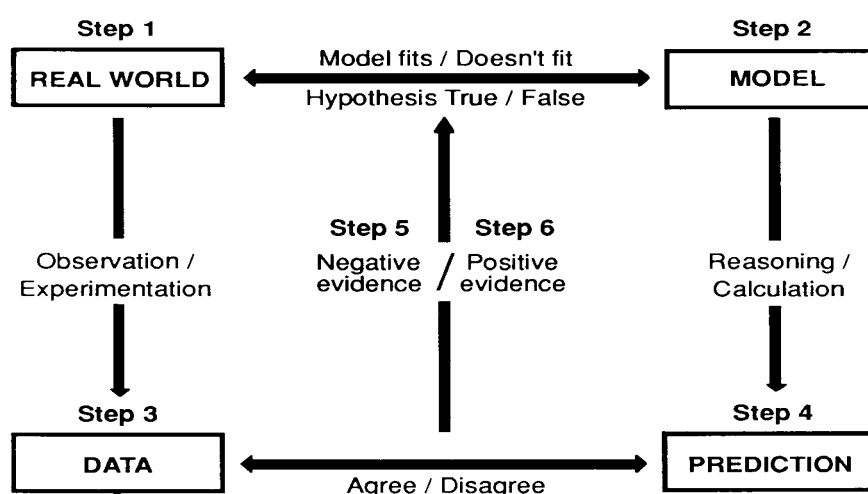 Step 1
Step 2
REAL WORLD
Model fits / Doesn't fit
MODEL
Hypothesis True / False
Step 5
Step 6
Observation /
Experimentation
Negative
evidence
/
Positive
evidence
Reasoning /
Calculation
Step 3
Step 4
DATA
PREDICTION
Agree / Disagree